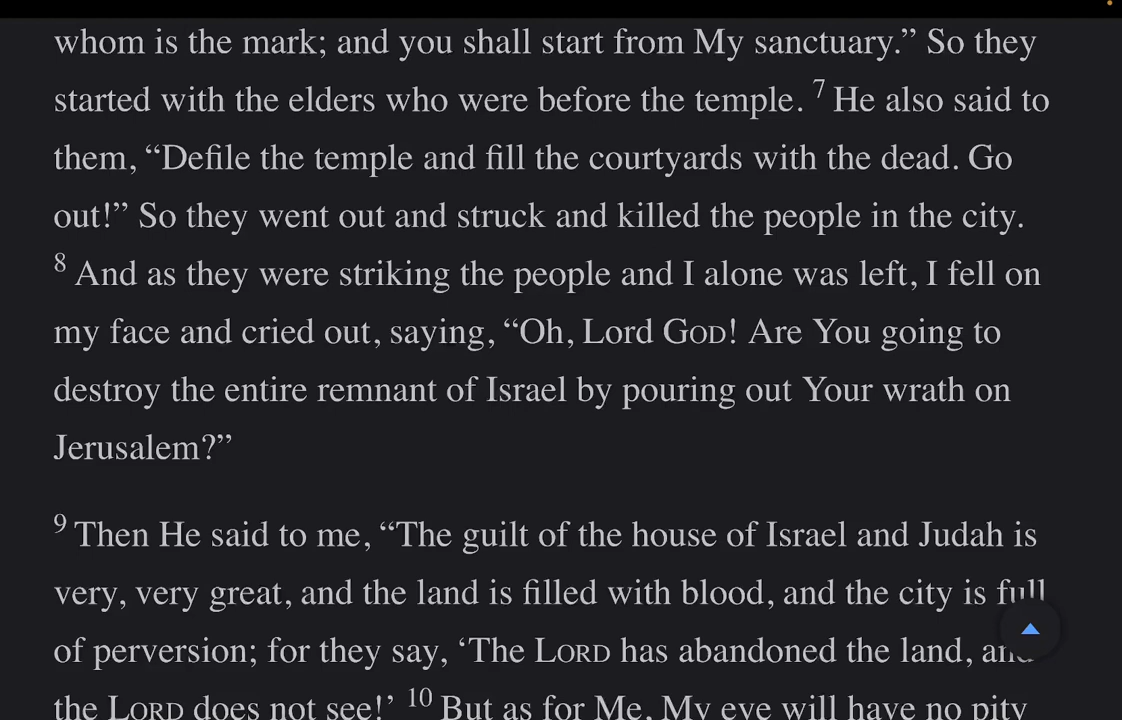 whom is the mark; and you shall start from My sanctuary.” So they
started with the elders who were before the temple. 7 He also said to
them, “Defile the temple and fill the courtyards with the dead. Go
out!” So they went out and struck and killed the people in the city.
8 And as they were striking the people and I alone was left, I fell on
my face and cried out, saying, “Oh, Lord GOD! Are You going to
destroy the entire remnant of Israel by pouring out Your wrath on
Jerusalem?”
9 Then He said to me, “The guilt of the house of Israel and Judah is
very, very great, and the land is filled with blood, and the city is full
of perversion; for they say, ‘The LORD has abandoned the land, and
the LORD does not see!’ 10 But as for Me, My eye will have no pity